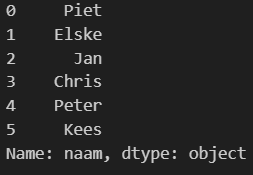 0     Piet
1    Elske
2      Jan
3    Chris
4    Peter
5     Kees
Name: naam, dtype: object